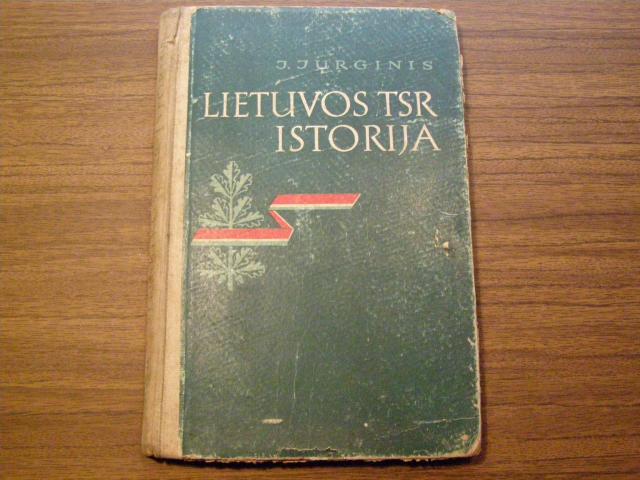 J. JURGINIS
LIETUVOS TSR
ISTORIJA